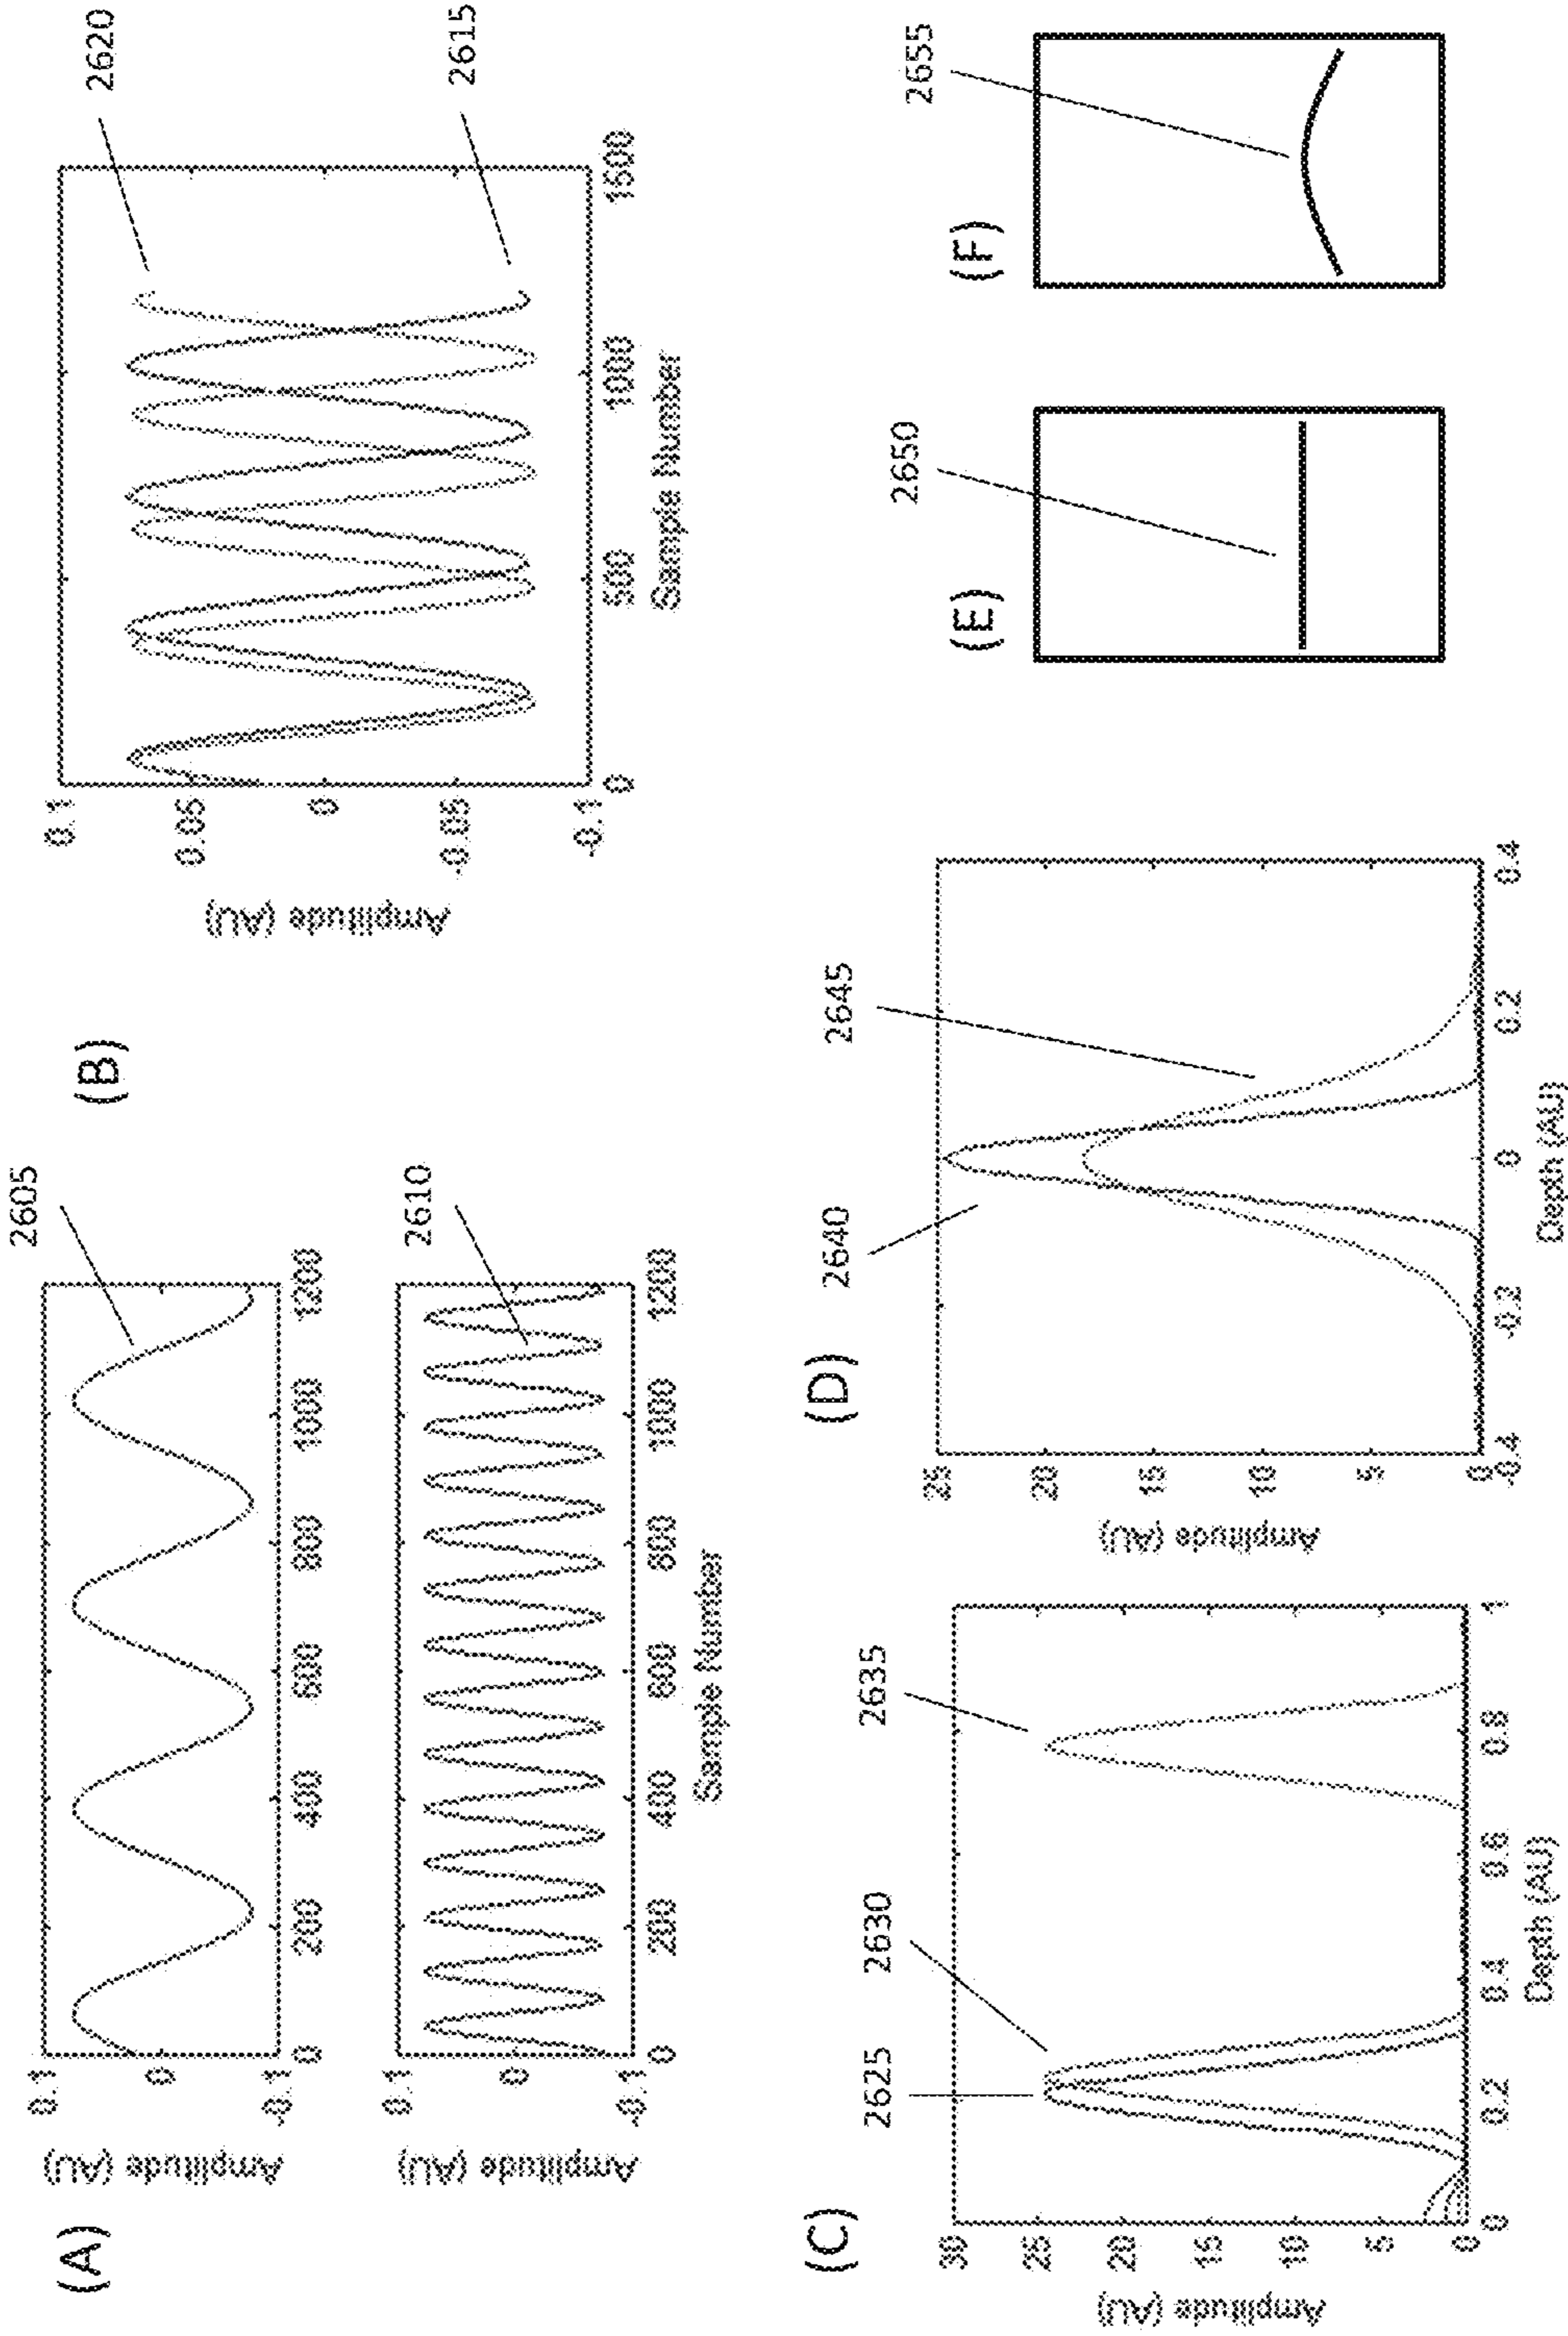 (A)
2605
Amplitude (AU)
0.1
0
-0.1
0 200 400 600 800 1000 1200
2610
Amplitude (AU)
0.1
0
-0.1
0 200 400 600 800 1000 1200
Sample Number
(B)
2620
2615
Amplitude (AU)
0.1
0.05
0
-0.05
-0.1
0 500 1000 1500
Sample Number
(C)
2625 2630 2635
Amplitude (AU)
30
25
20
15
10
5
0
0 0.2 0.4 0.6 0.8 1
Depth (AU)
(D)
2640 2645
Amplitude (AU)
25
20
15
10
5
0
-0.4 -0.2 0 0.2 0.4
Depth (AU)
(E)
2650
(F)
2655